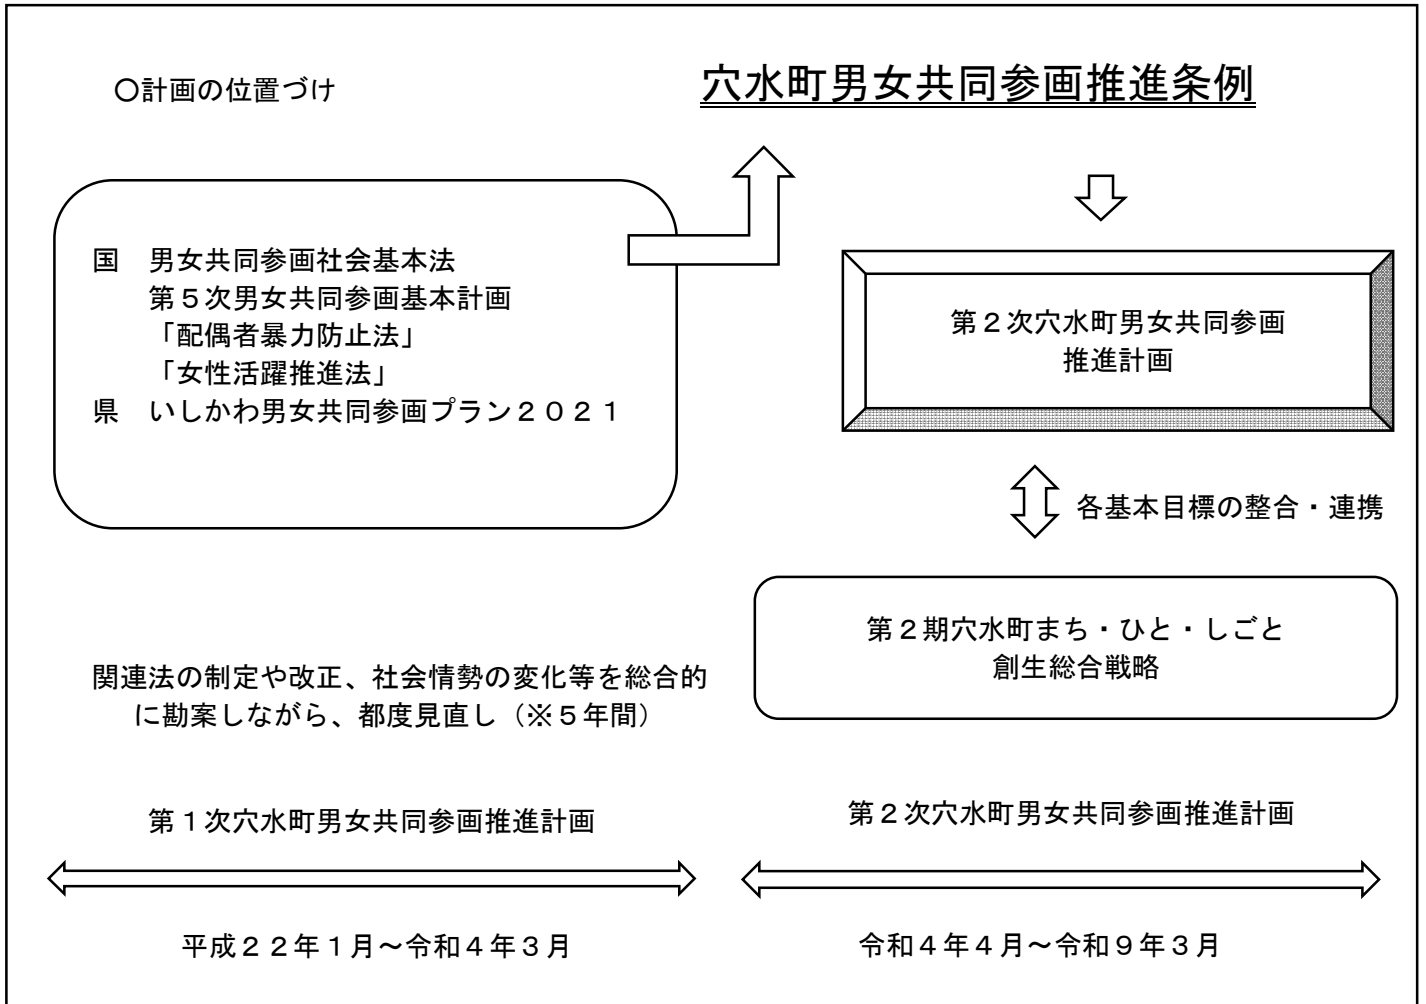 〇計画の位置づけ
穴水町男女共同参画推進条例
国 男女共同参画社会基本法
第５次男女共同参画基本計画
「配偶者暴力防止法」
「女性活躍推進法」
県 いしかわ男女共同参画プラン２０２１
第２次穴水町男女共同参画
推進計画
各基本目標の整合・連携
第２期穴水町まち・ひと・しごと
創生総合戦略
関連法の制定や改正、社会情勢の変化等を総合的
に勘案しながら、都度見直し（※５年間）
第１次穴水町男女共同参画推進計画
第２次穴水町男女共同参画推進計画
平成２２年１月～令和４年３月
令和４年４月～令和９年３月